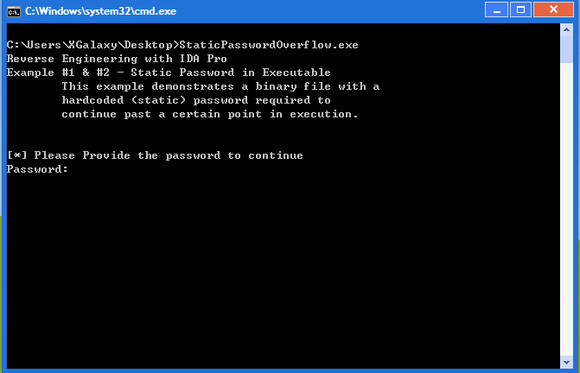 C:\Windows\system32\cmd.exe
C:\Users\XGalaxy\Desktop>StaticPasswordOverflow.exe
Reverse Engineering with IDA Pro
Example #1 & #2 - Static Password in Executable
This example demonstrates a binary file with a
hardcoded (static) password required to
continue past a certain point in execution.
[*] Please Provide the password to continue
Password: